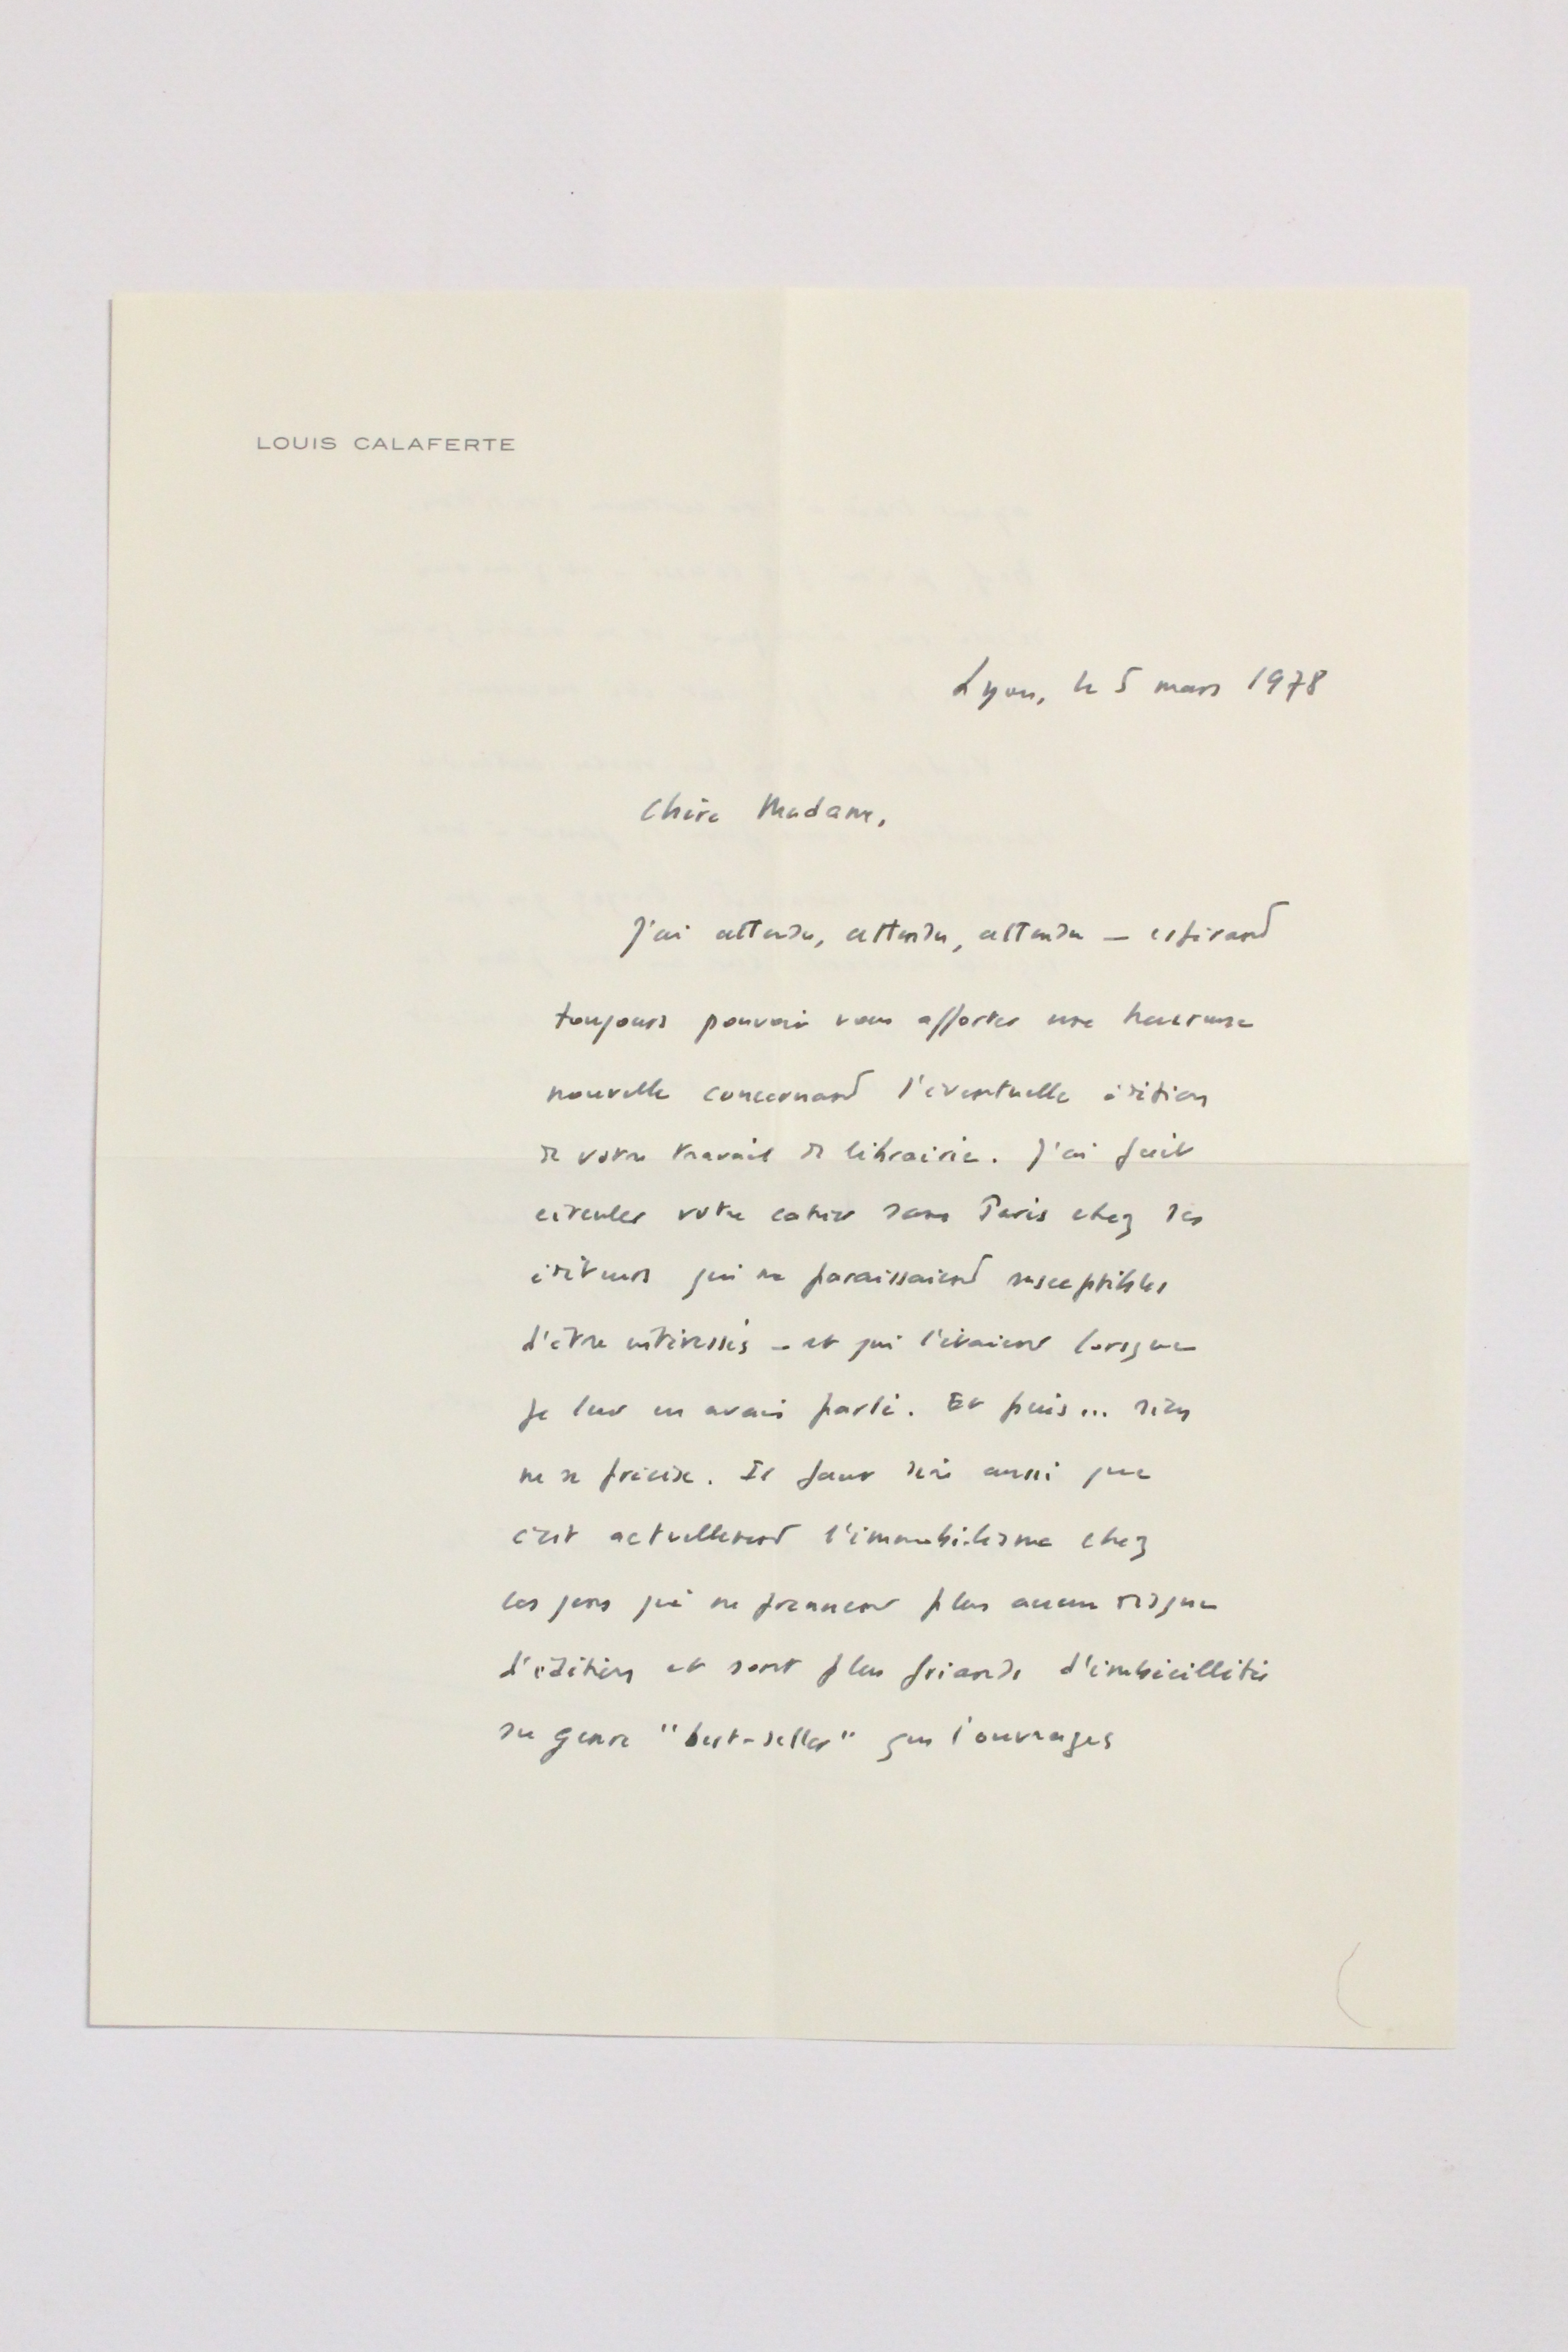 LOUIS CALAFERTE
Lyon, le 5 mars 1978
Chère Madame,
J'ai attendu, attendu, attendu — espérant
toujours pouvoir vous apporter une heureuse
nouvelle concernant l'éventuelle édition
de votre travail de librairie. J'ai fait
circuler votre cahier dans Paris chez des
éditeurs qui me paraissaient susceptibles
d'être intéressés — et qui l'étaient lorsque
je leur en avais parlé. Et puis... rien
ne se précise. Il faut dire aussi que
c'est actuellement l'immobilisme chez
les gens qui ne prennent plus aucun risque
d'édition et sont plus friands d'imbécillités
du genre "best-seller" que d'ouvrages